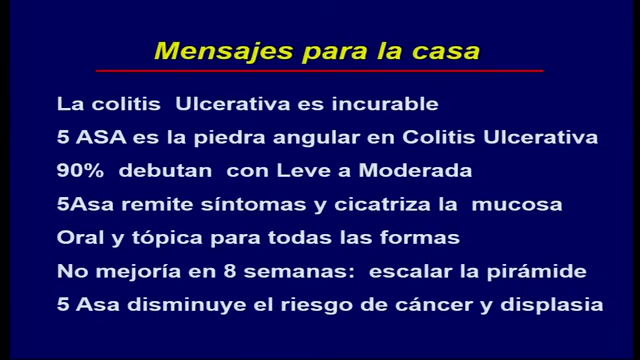 Mensajes para la casa
La colitis Ulcerativa es incurable
5 ASA es la piedra angular en Colitis Ulcerativa
90% debutan con Leve a Moderada
5Asa remite síntomas y cicatriza la mucosa
Oral y tópica para todas las formas
No mejoría en 8 semanas: escalar la pirámide
5 Asa disminuye el riesgo de cáncer y displasia